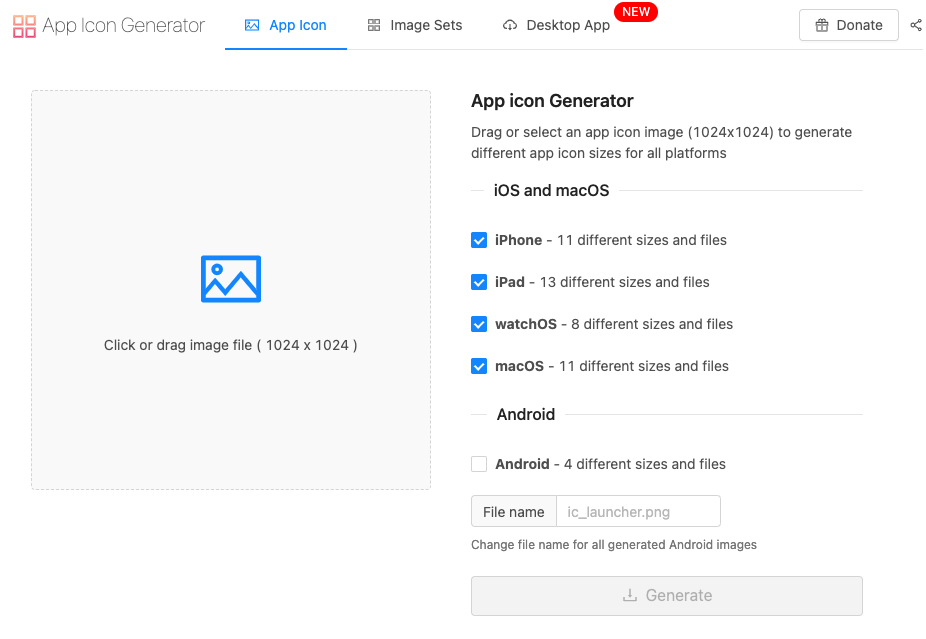 App Icon Generator
App Icon
Image Sets
Desktop App
NEW
Donate
Click or drag image file ( 1024 x 1024 )
App icon Generator
Drag or select an app icon image (1024x1024) to generate
different app icon sizes for all platforms
iOS and macOS
iPhone - 11 different sizes and files
iPad - 13 different sizes and files
watchOS - 8 different sizes and files
macOS - 11 different sizes and files
Android
Android - 4 different sizes and files
File name
ic_launcher.png
Change file name for all generated Android images
Generate